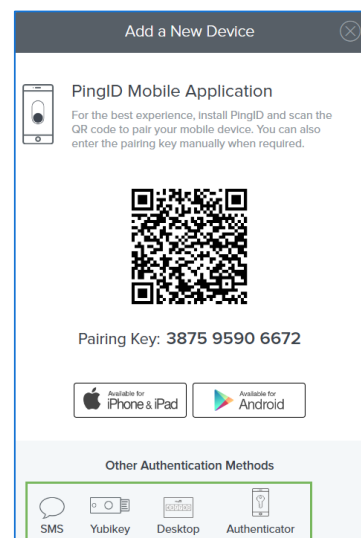 Add a New Device
PingID Mobile Application
For the best experience, install PingID and scan the
QR code to pair your mobile device. You can also
enter the pairing key manually when required.
Pairing Key: 3875 9590 6672
Available for
iPhone & iPad
Available for
Android
Other Authentication Methods
SMS Yubikey Desktop Authenticator